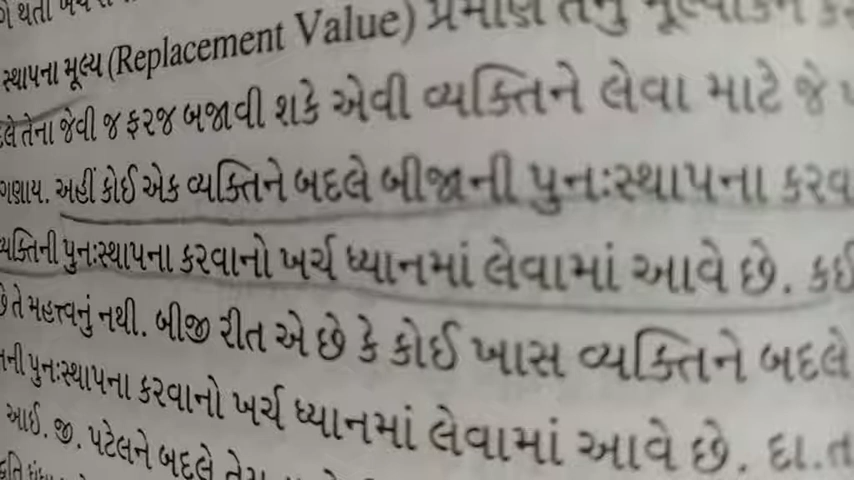 સ્થાપના મૂલ્ય (Replacement Value) પ્રમાણે તેનું મૂલ્યાંકન
તેના જેવી જ ફરજ બજાવી શકે એવી વ્યક્તિને લેવા માટે જે
ગણાય. અહીં કોઈ એક વ્યક્તિને બદલે બીજાની પુનઃસ્થાપના કરવ
વ્યક્તિની પુનઃસ્થાપના કરવાનો ખર્ચ ધ્યાનમાં લેવામાં આવે છે. કઈ
છે તે મહત્ત્વનું નથી. બીજી રીત એ છે કે કોઈ ખાસ વ્યક્તિને બદલે
ની પુનઃસ્થાપના કરવાનો ખર્ચ ધ્યાનમાં લેવામાં આવે છે. દા.ત
આઈ. જી. પટેલને બદલે